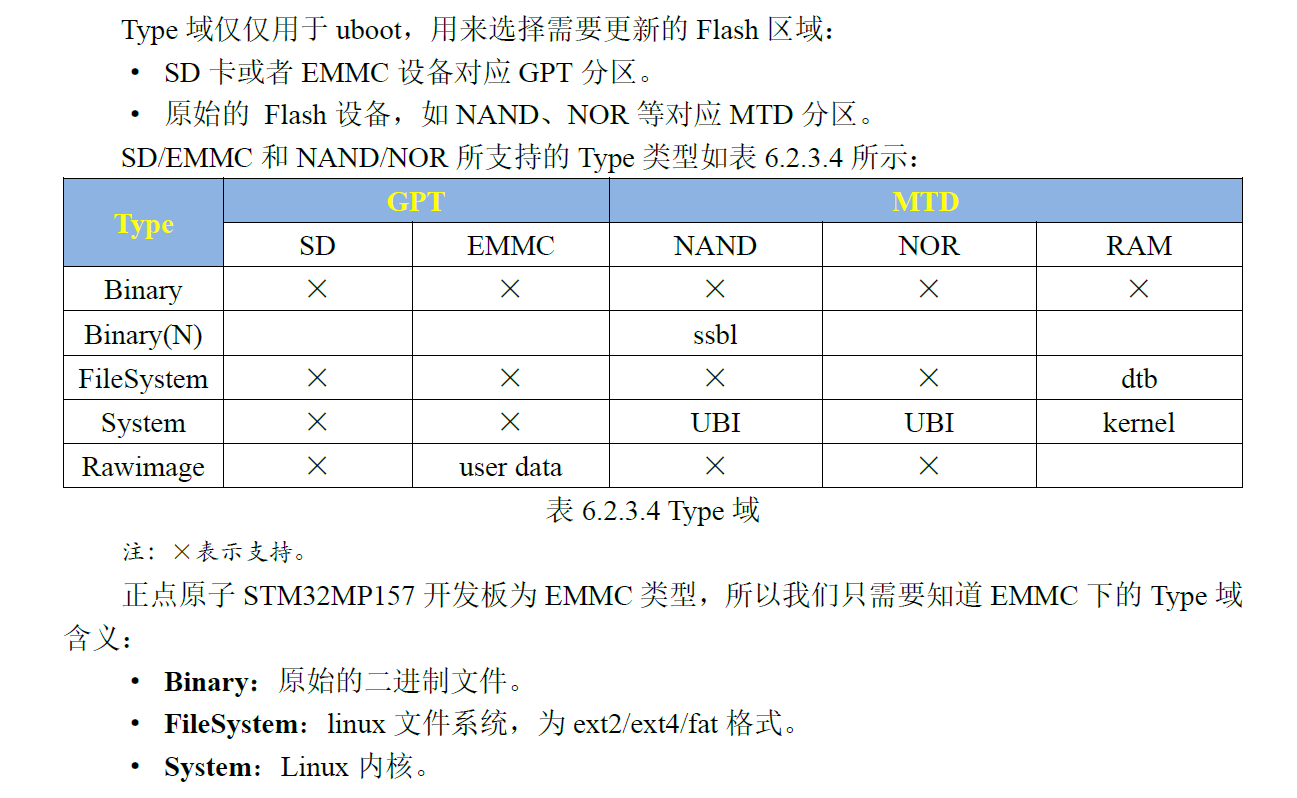 Type 域仅仅用于 uboot，用来选择需要更新的 Flash 区域：
· SD 卡或者 EMMC 设备对应 GPT 分区。
· 原始的 Flash 设备，如 NAND、NOR 等对应 MTD 分区。
SD/EMMC 和 NAND/NOR 所支持的 Type 类型如表 6.2.3.4 所示：
Type GPT MTD
SD EMMC NAND NOR RAM
Binary × × × × ×
Binary(N) ssbl
FileSystem × × × × dtb
System × × UBI UBI kernel
Rawimage × user data × ×
表 6.2.3.4 Type 域
注：×表示支持。
正点原子 STM32MP157 开发板为 EMMC 类型，所以我们只需要知道 EMMC 下的 Type 域
含义：
· Binary：原始的二进制文件。
· FileSystem：linux 文件系统，为 ext2/ext4/fat 格式。
· System：Linux 内核。